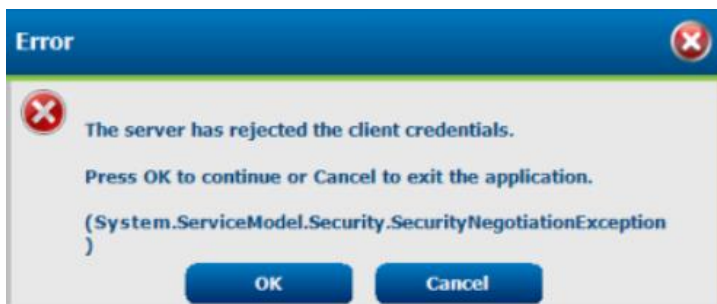 Error
The server has rejected the client credentials.
Press OK to continue or Cancel to exit the application.
(System.ServiceModel.Security.SecurityNegotiationException
)
OK
Cancel